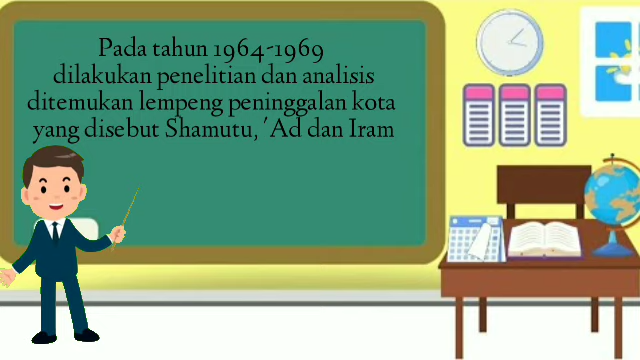 Pada tahun 1964-1969
dilakukan penelitian dan analisis
ditemukan lempeng peninggalan kota
yang disebut Shamutu, 'Ad dan Iram